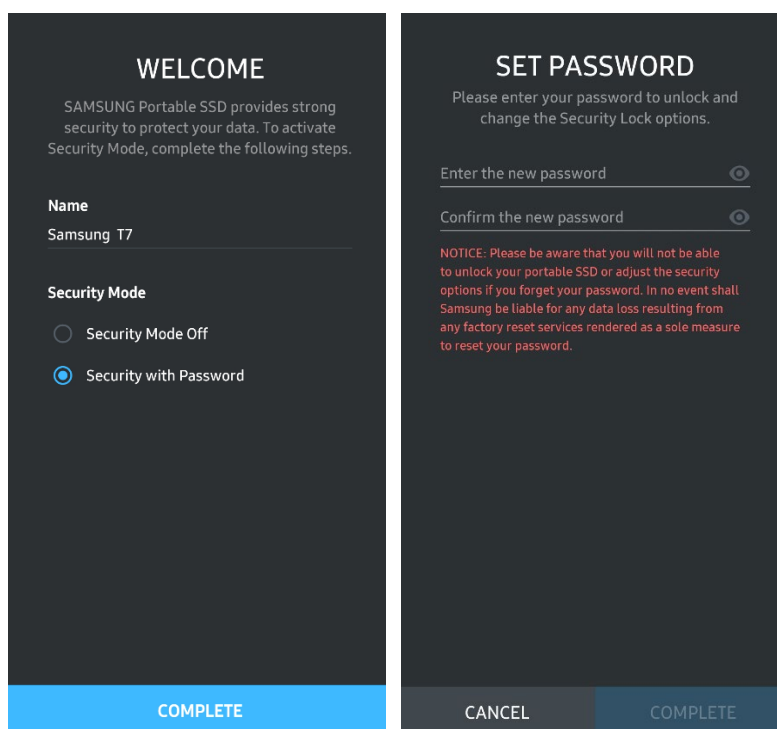 WELCOME
SAMSUNG Portable SSD provides strong
security to protect your data. To activate
Security Mode, complete the following steps.
Name
Samsung T7
Security Mode
Security Mode Off
Security with Password
COMPLETE
SET PASSWORD
Please enter your password to unlock and
change the Security Lock options.
Enter the new password
Confirm the new password
NOTICE: Please be aware that you will not be able
to unlock your portable SSD or adjust the security
options if you forget your password. In no event shall
Samsung be liable for any data loss resulting from
any factory reset services rendered as a sole measure
to reset your password.
CANCEL
COMPLETE